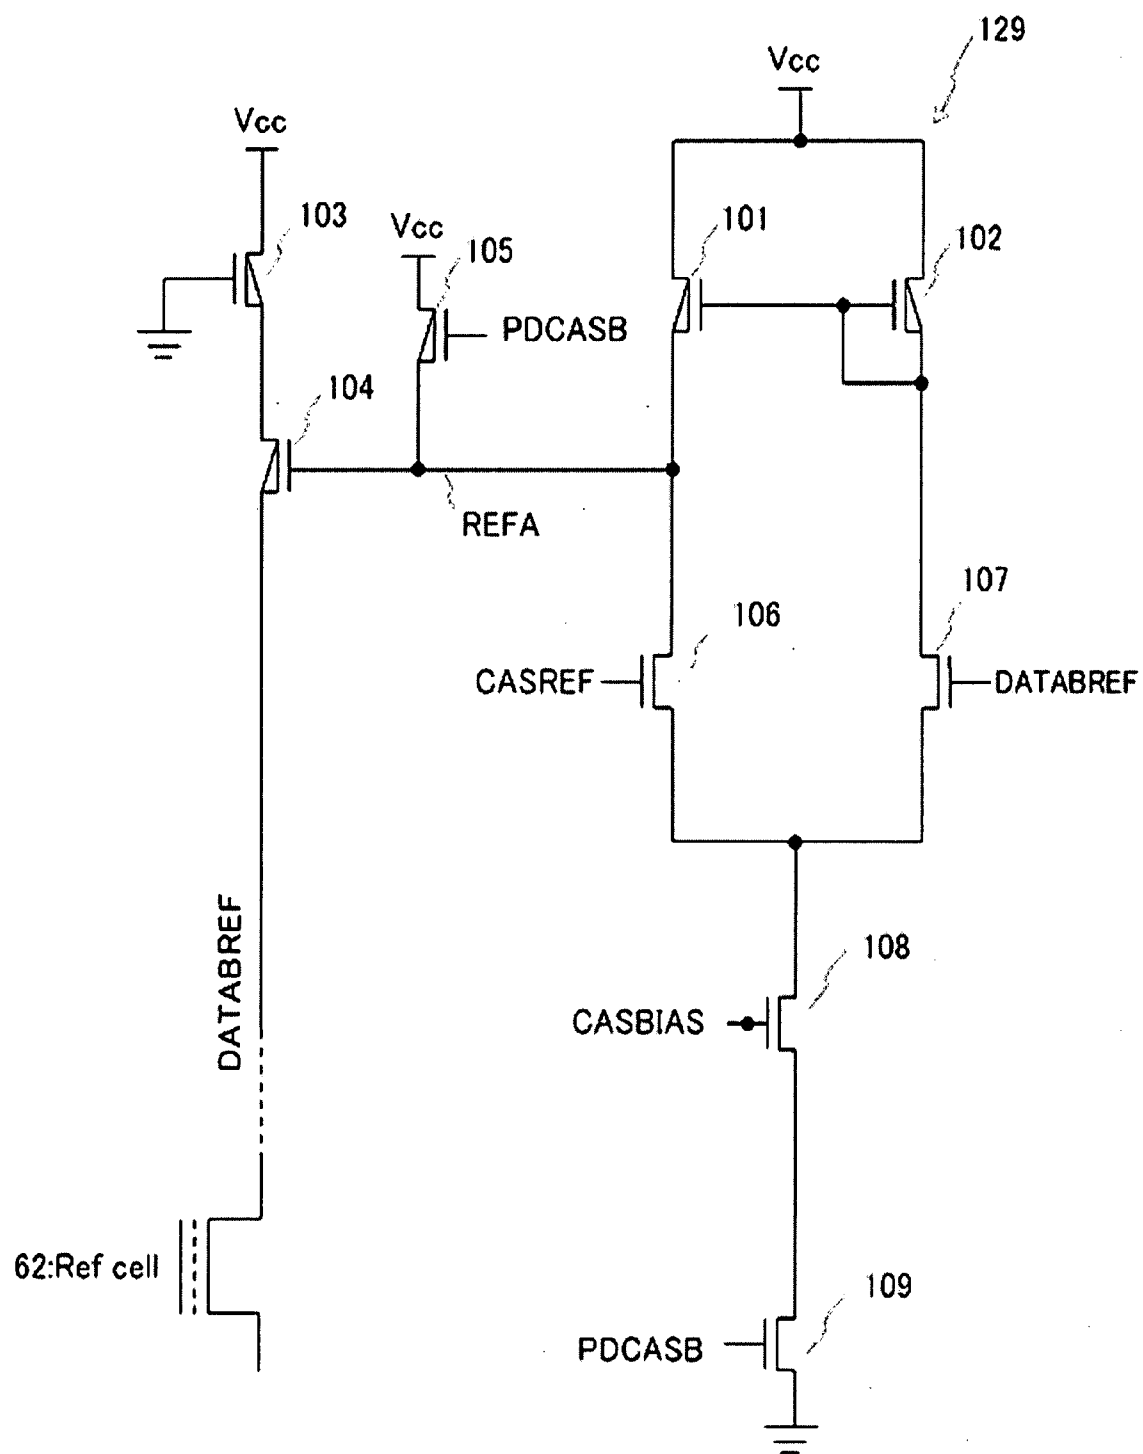 129
Vcc
Vcc
103
Vcc
105
101
102
PDCASB
104
REFA
107
106
CASREF
DATABREF
DATABREF
108
CASBIAS
62:Ref cell
109
PDCASB